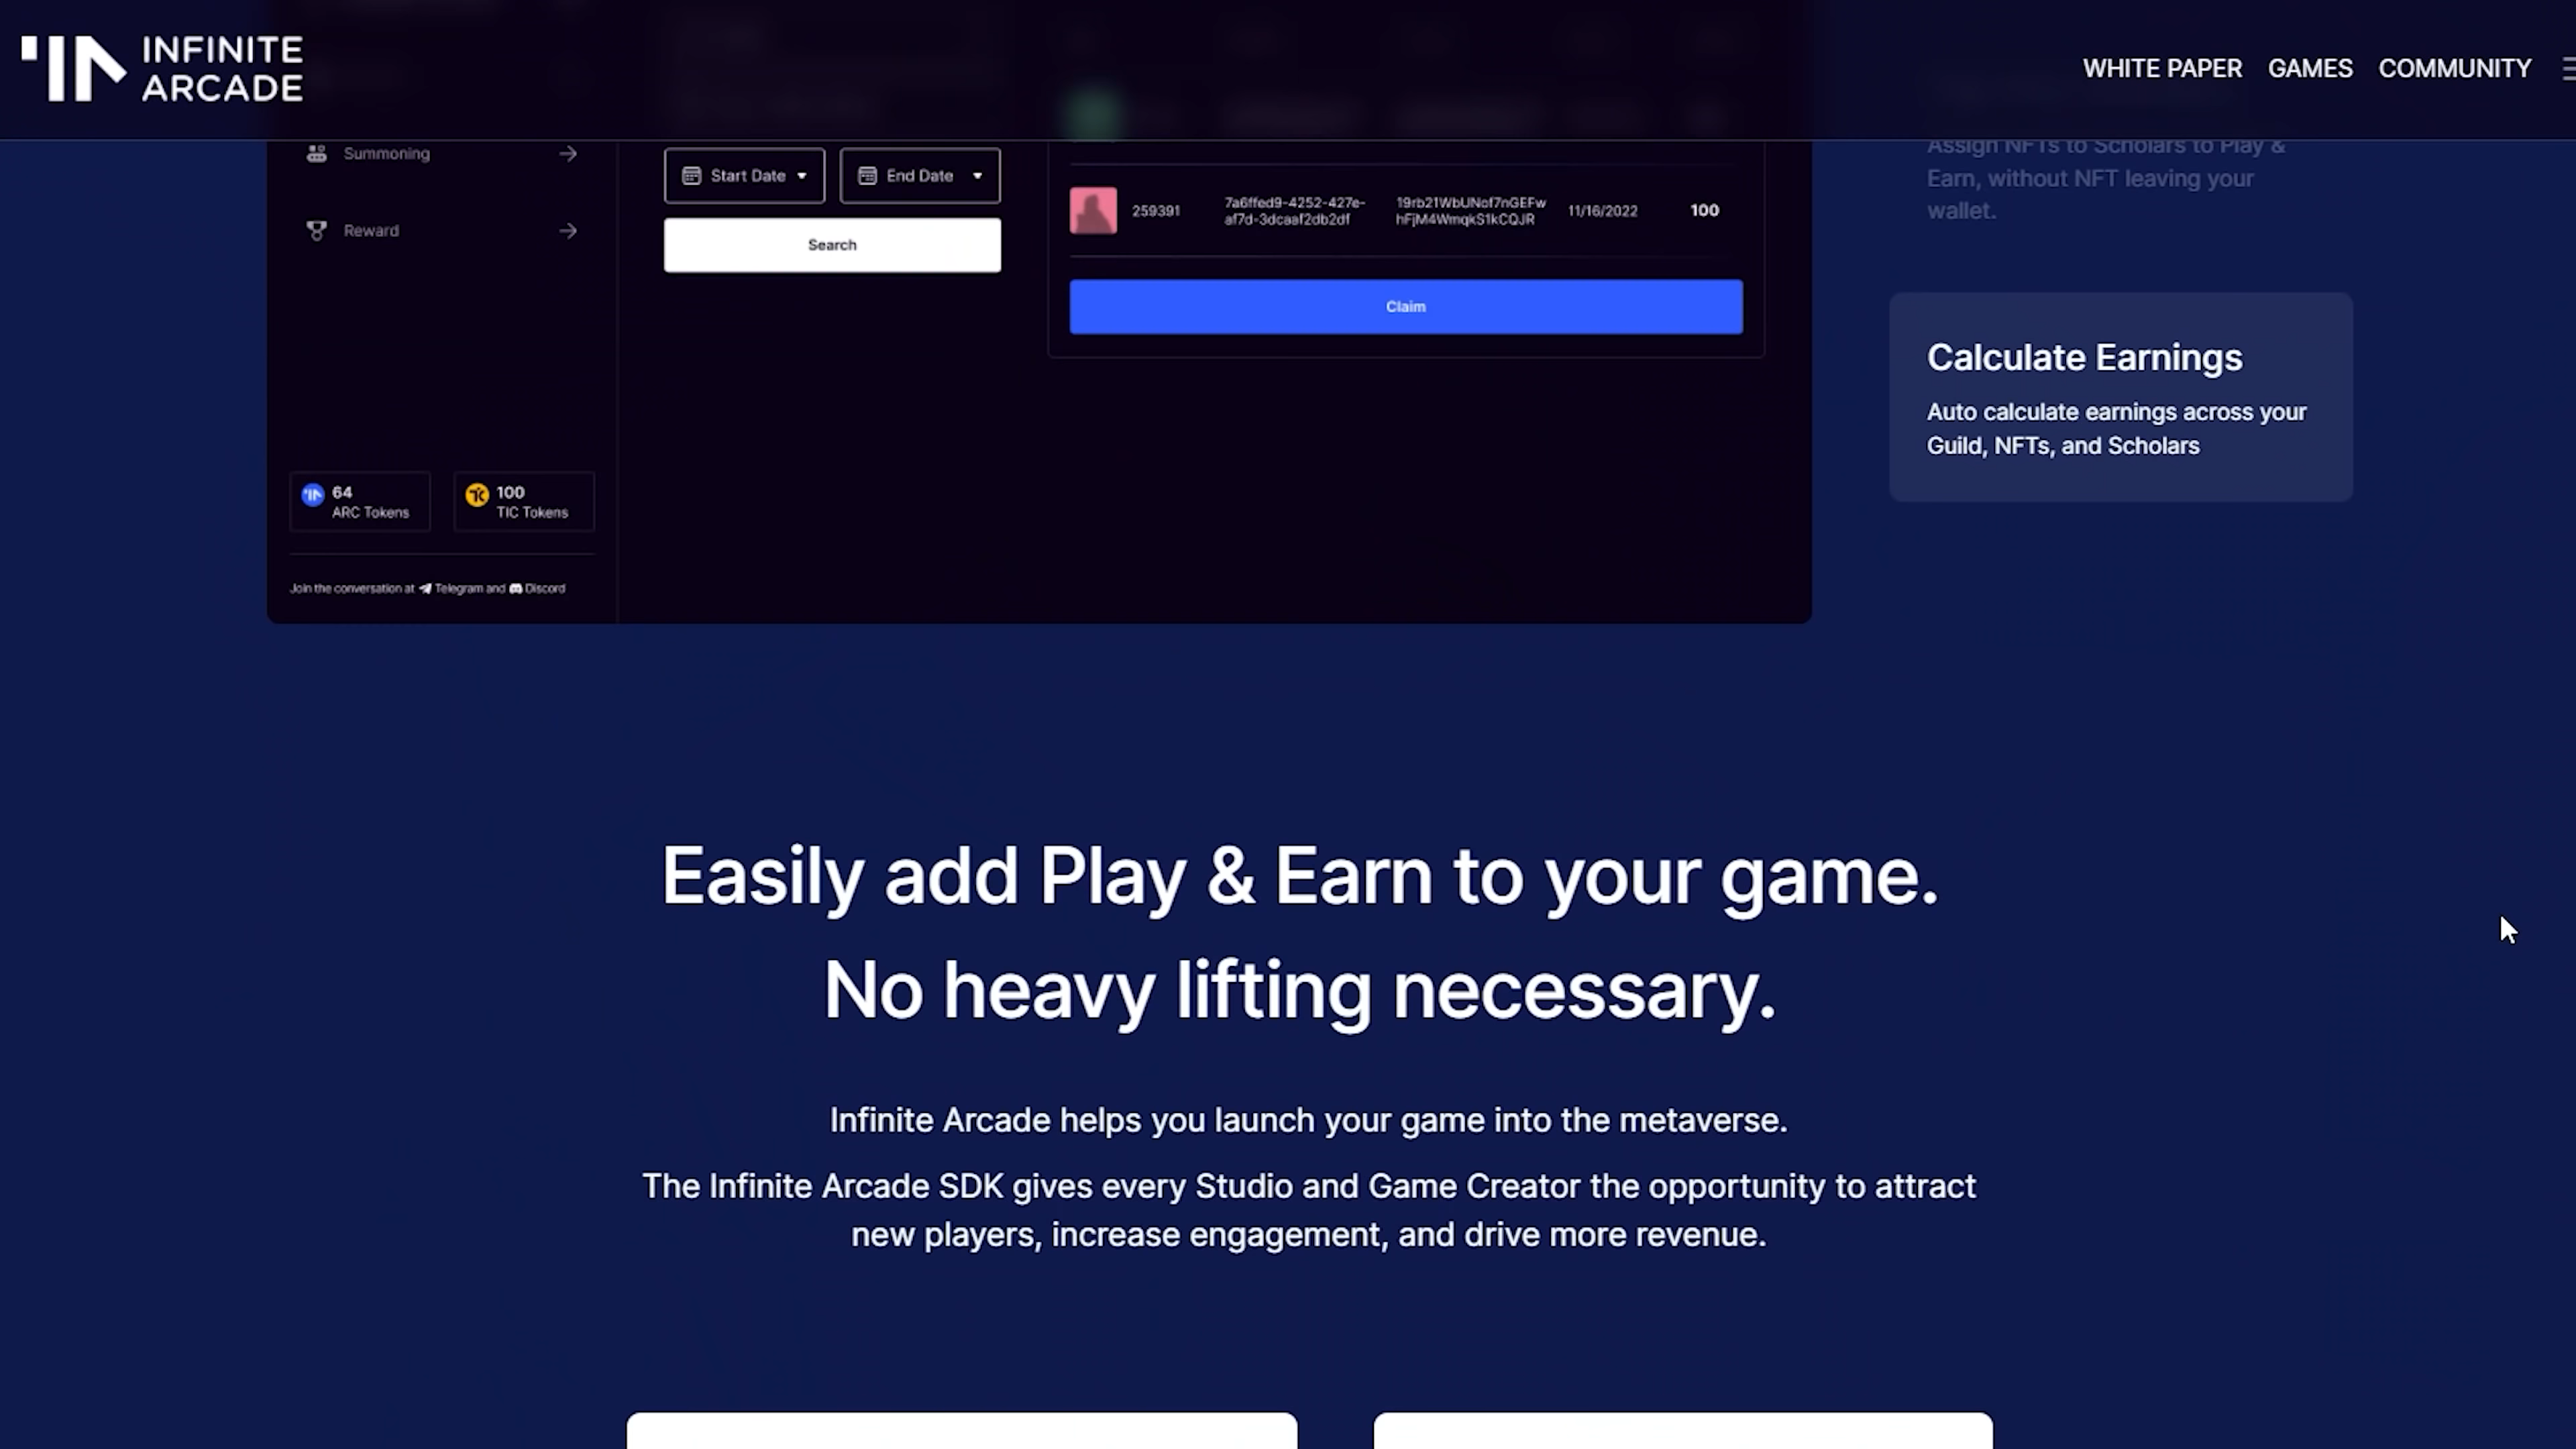 INFINITE
ARCADE
WHITE PAPER GAMES COMMUNITY
Summoning
Reward
Start Date End Date
Search
259391 7a6ffed9-4252-427e-
af7d-3dcaaf2db2df
19rb21WbUNof7nGEFw
hFjM4WmqkS1kCQJR
11/16/2022 100
Claim
64
ARC Tokens
100
TIC Tokens
Join the conversation at Telegram and Discord
Assign NFTs to Scholars to Play &
Earn, without NFT leaving your
wallet.
Calculate Earnings
Auto calculate earnings across your
Guild, NFTs, and Scholars
Easily add Play & Earn to your game.
No heavy lifting necessary.
Infinite Arcade helps you launch your game into the metaverse.
The Infinite Arcade SDK gives every Studio and Game Creator the opportunity to attract
new players, increase engagement, and drive more revenue.